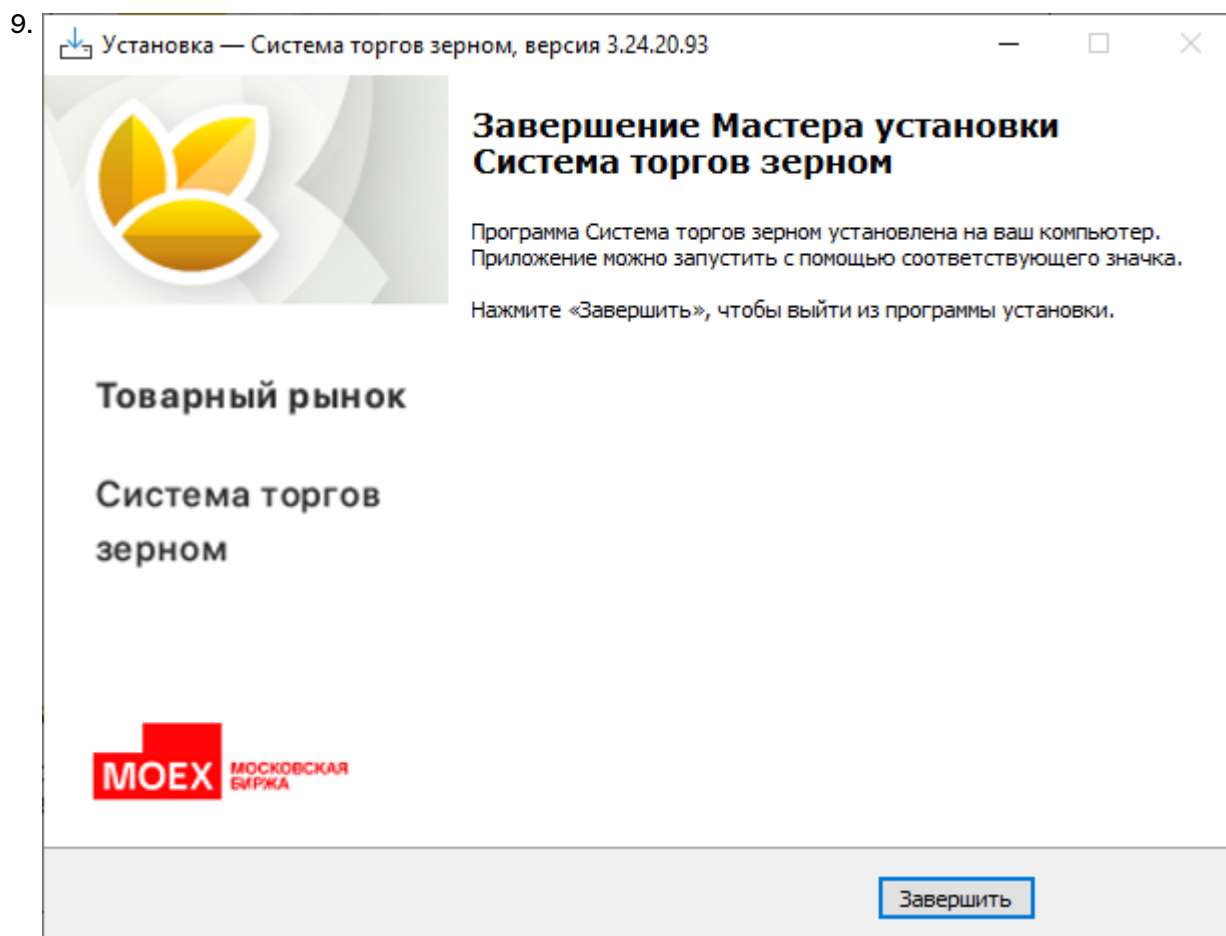 9.
Установка — Система торгов зерном, версия 3.24.20.93
Завершение Мастера установки
Система торгов зерном
Программа Система торгов зерном установлена на ваш компьютер.
Приложение можно запустить с помощью соответствующего значка.
Нажмите «Завершить», чтобы выйти из программы установки.
Товарный рынок
Система торгов
зерном
MOEX МОСКОВСКАЯ
БИРЖА
Завершить